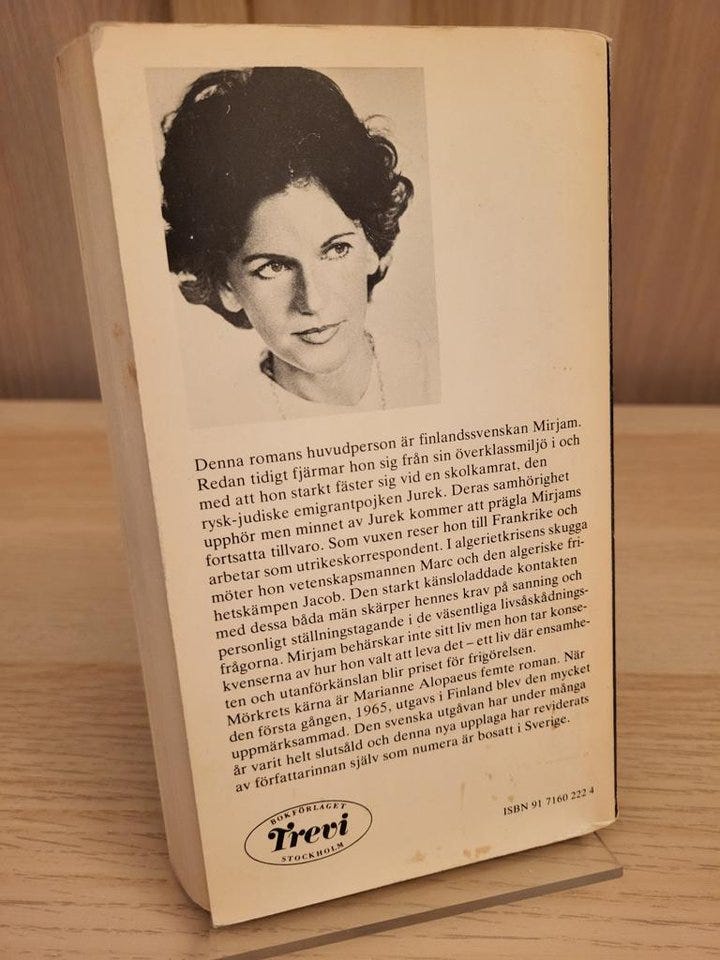 Denna romans huvudperson är finlandssvenskan Mirjam.
Redan tidigt fjärmar hon sig från sin överklassmiljö i och
med att hon starkt fäster sig vid en skolkamrat, den
rysk-judiske emigrantpojken Jurek. Deras samhörighet
upphör men minnet av Jurek kommer att prägla Mirjams
fortsatta tillvaro. Som vuxen reser hon till Frankrike och
arbetar som utrikeskorrespondent. I algerietkrisens skugga
möter hon vetenskapsmannen Marc och den algeriske fri-
hetskämpen Jacob. Den starkt känsloladdade kontakten
med dessa båda män skärper hennes krav på sanning och
personligt ställningstagande i de väsentliga livsåskådnings-
frågorna. Mirjam behärskar inte sitt liv men hon tar konse-
kvenserna av hur hon valt att leva det – ett liv där ensamhe-
ten och utanförkänslan blir priset för frigörelsen.
Mörkrets kärna är Marianne Alopaeus femte roman. När
den första gången, 1965, utgavs i Finland blev den mycket
uppmärksammad. Den svenska utgåvan har under många
år varit helt slutsåld och denna nya upplaga har reviderats
av författarinnan själv som numera är bosatt i Sverige.
BOKFÖRLAGET
Trevi
STOCKHOLM
ISBN 91 7160 222 4